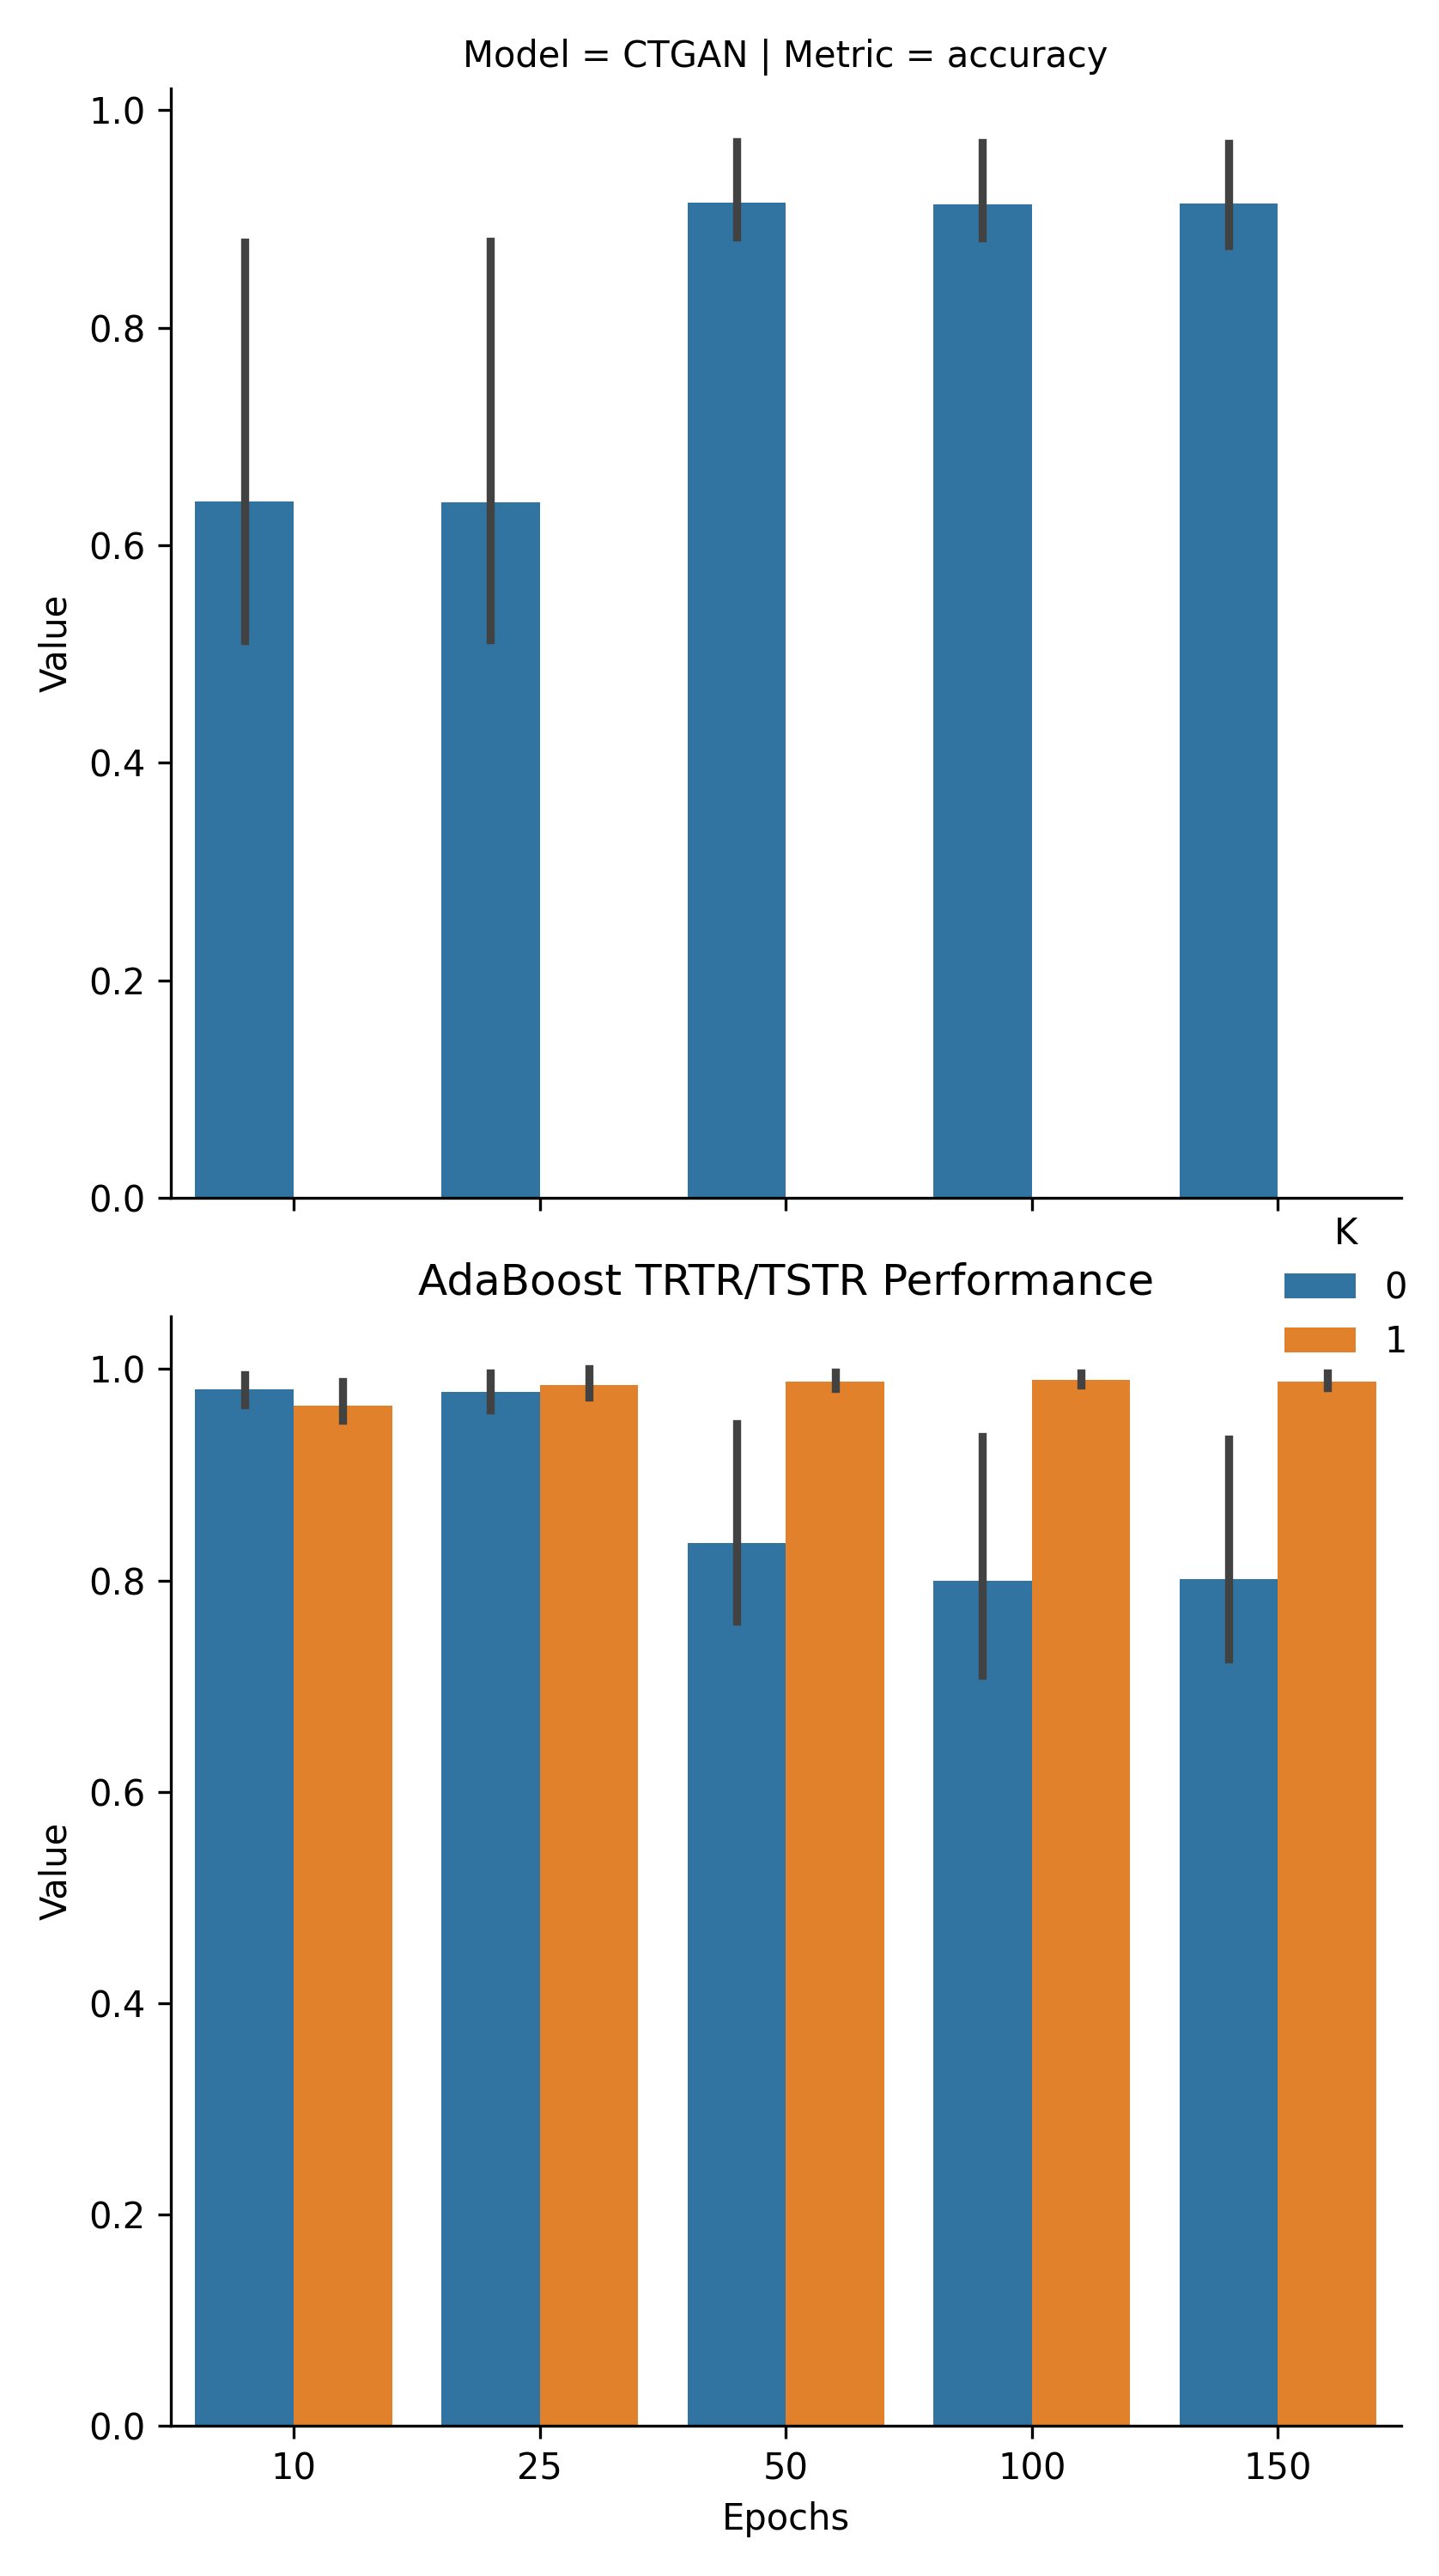 Model = CTGAN | Metric = accuracy
1.0
0.8
0.6
0.4
0.2
0.0
Value
K
0
1
AdaBoost TRTR/TSTR Performance
1.0
0.8
0.6
0.4
0.2
0.0
Value
10 25 50 100 150
Epochs